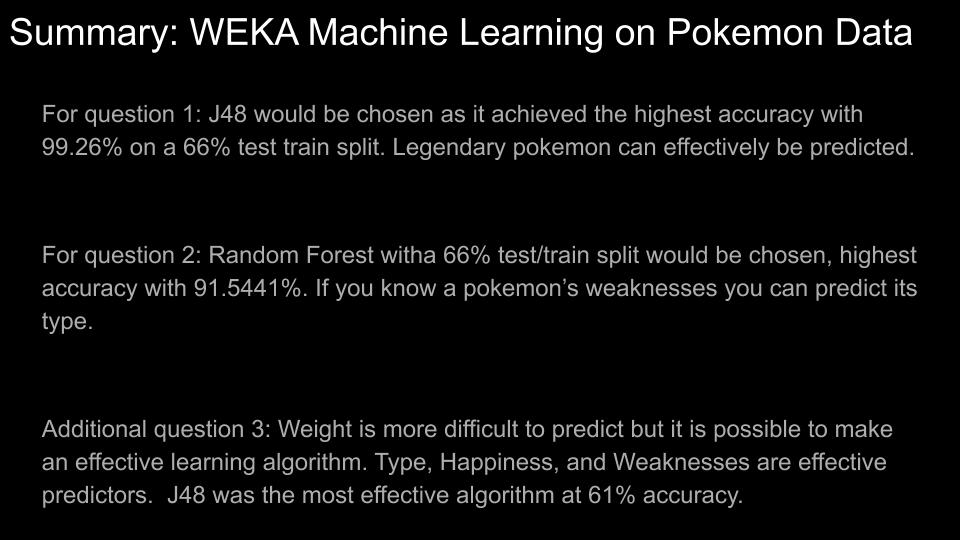 Summary: WEKA Machine Learning on Pokemon Data
For question 1: J48 would be chosen as it achieved the highest accuracy with
99.26% on a 66% test train split. Legendary pokemon can effectively be predicted.
For question 2: Random Forest witha 66% test/train split would be chosen, highest
accuracy with 91.5441%. If you know a pokemon’s weaknesses you can predict its
type.
Additional question 3: Weight is more difficult to predict but it is possible to make
an effective learning algorithm. Type, Happiness, and Weaknesses are effective
predictors.  J48 was the most effective algorithm at 61% accuracy.